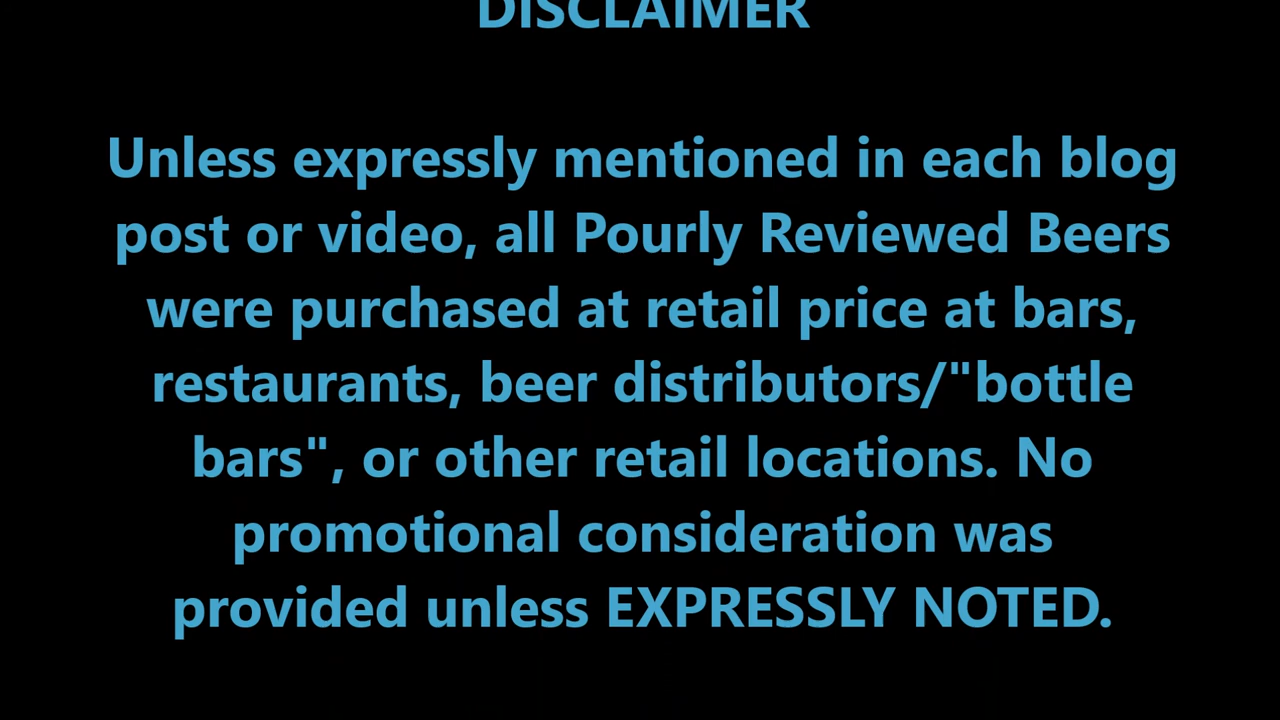 DISCLAIMER
Unless expressly mentioned in each blog
post or video, all Pourly Reviewed Beers
were purchased at retail price at bars,
restaurants, beer distributors/"bottle
bars", or other retail locations. No
promotional consideration was
provided unless EXPRESSLY NOTED.